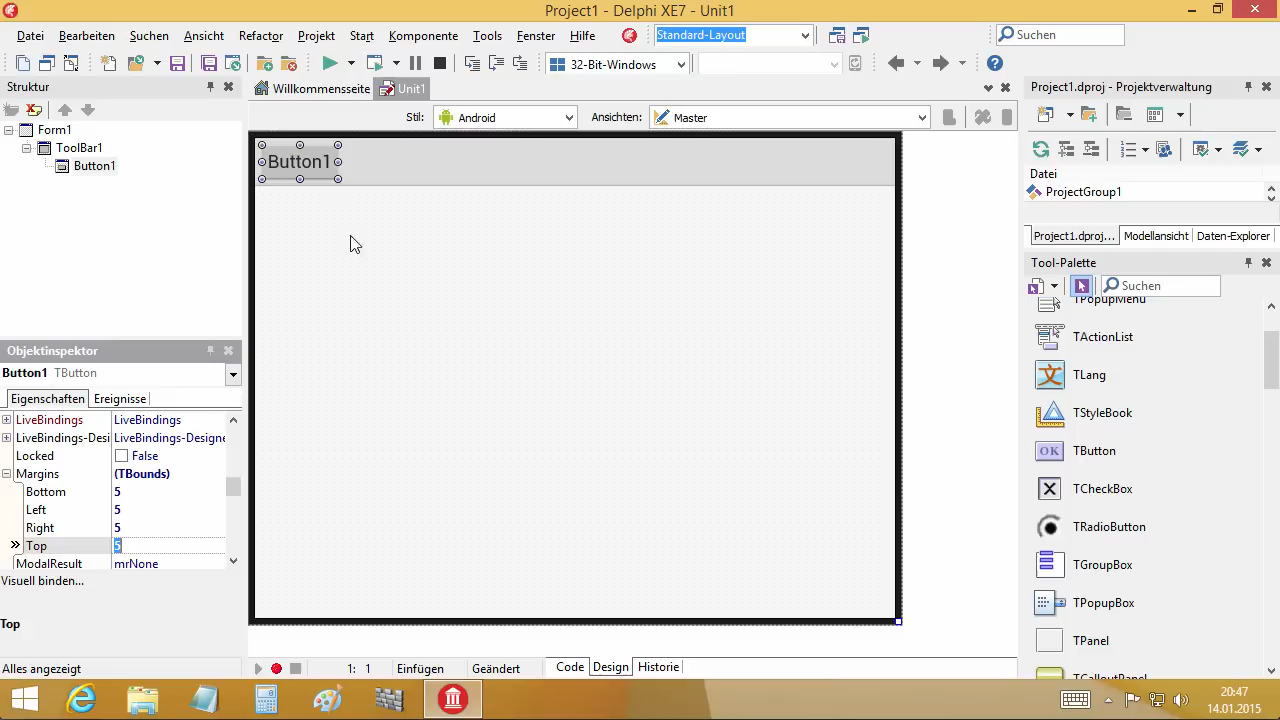 Project1 - Delphi XE7 - Unit1
Datei Bearbeiten Suchen Ansicht Refactor Projekt Start Komponente Tools Fenster Hilfe Standard-Layout Suchen
32-Bit-Windows
Struktur
Willkommensseite Unit1
Project1.dproj - Projektverwaltung
Stil: Android Ansichten: Master
Form1
ToolBar1
Button1
Button1
Datei
ProjectGroup1
Project1.dproj... Modellansicht Daten-Explorer
Tool-Palette
Suchen
TPopupMenu
TActionList
TLang
TStyleBook
OK TButton
TCheckBox
TRadioButton
TGroupBox
TPopupBox
TPanel
TCalloutPanel
Objektinspektor
Button1 TButton
Eigenschaften Ereignisse
LiveBindings LiveBindings
LiveBindings-Desi LiveBindings-Designe
Locked False
Margins (TBounds)
Bottom 5
Left 5
Right 5
Top 5
ModalResult mrNone
Visuell binden...
Top
Alles angezeigt
1: 1 Einfügen Geändert Code Design Historie
20:47
14.01.2015